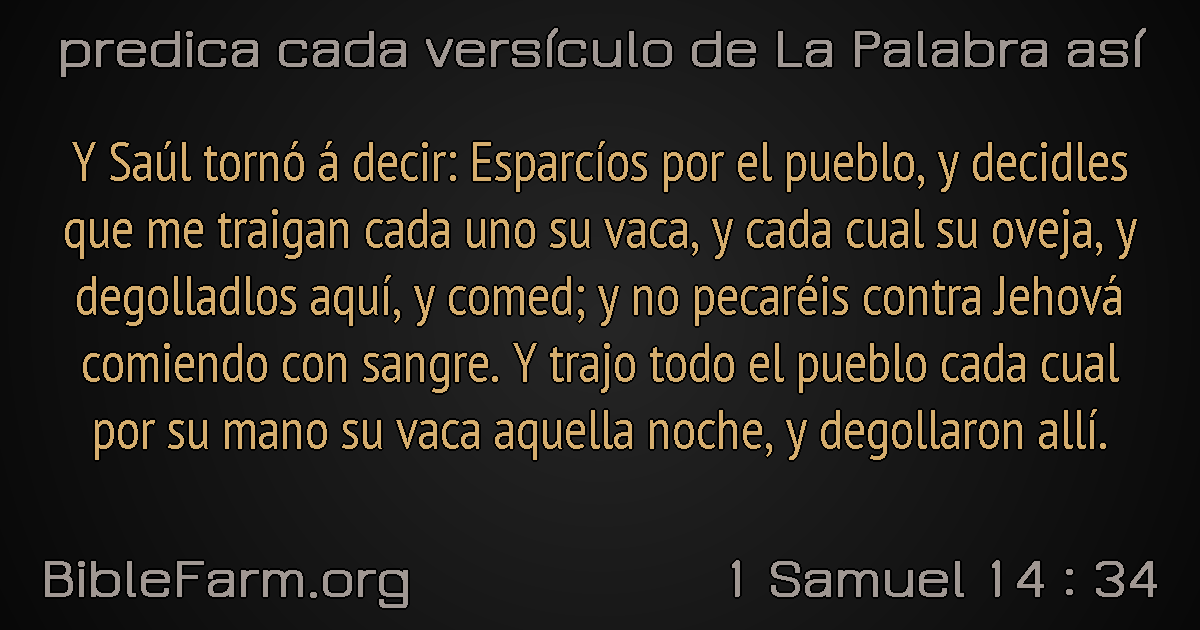 predica cada versículo de La Palabra así
Y Saúl tornó á decir: Esparcíos por el pueblo, y decidles
que me traigan cada uno su vaca, y cada cual su oveja, y
degolladlos aquí, y comed; y no pecaréis contra Jehová
comiendo con sangre. Y trajo todo el pueblo cada cual
por su mano su vaca aquella noche, y degollaron allí.
BibleFarm.org
1 Samuel 14 : 34